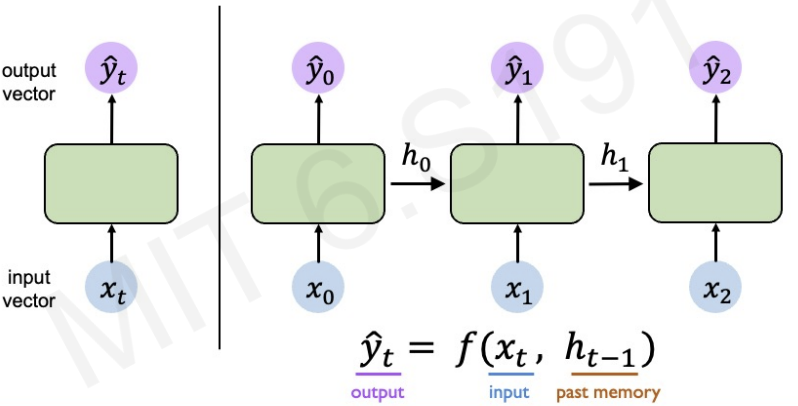 output
vector
ŷₜ
ŷ₀
ŷ₁
ŷ₂
h₀
h₁
input
vector
xₜ
x₀
x₁
x₂
ŷₜ = f(xₜ, hₜ₋₁)
output input past memory
MIT 6.S191